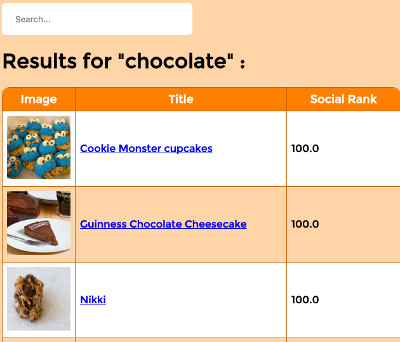 Search...
Results for "chocolate" :
Image Title Social Rank
Cookie Monster cupcakes 100.0
Guinness Chocolate Cheesecake 100.0
Nikki 100.0